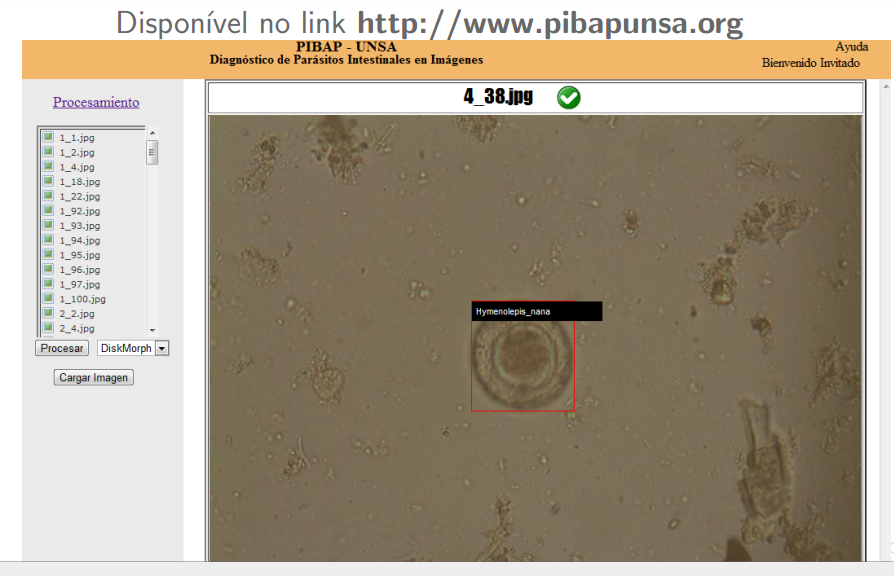 Disponível no link http://www.pibapunsa.org
PIBAP - UNSA
Diagnóstico de Parásitos Intestinales en Imágenes
Ayuda
Bienvenido Invitado
Procesamiento
1_1.jpg
1_2.jpg
1_4.jpg
1_18.jpg
1_22.jpg
1_92.jpg
1_93.jpg
1_94.jpg
1_95.jpg
1_96.jpg
1_97.jpg
1_100.jpg
2_2.jpg
2_4.jpg
Procesar DiskMorph
Cargar Imagen
4_38.jpg
Hymenolepis_nana